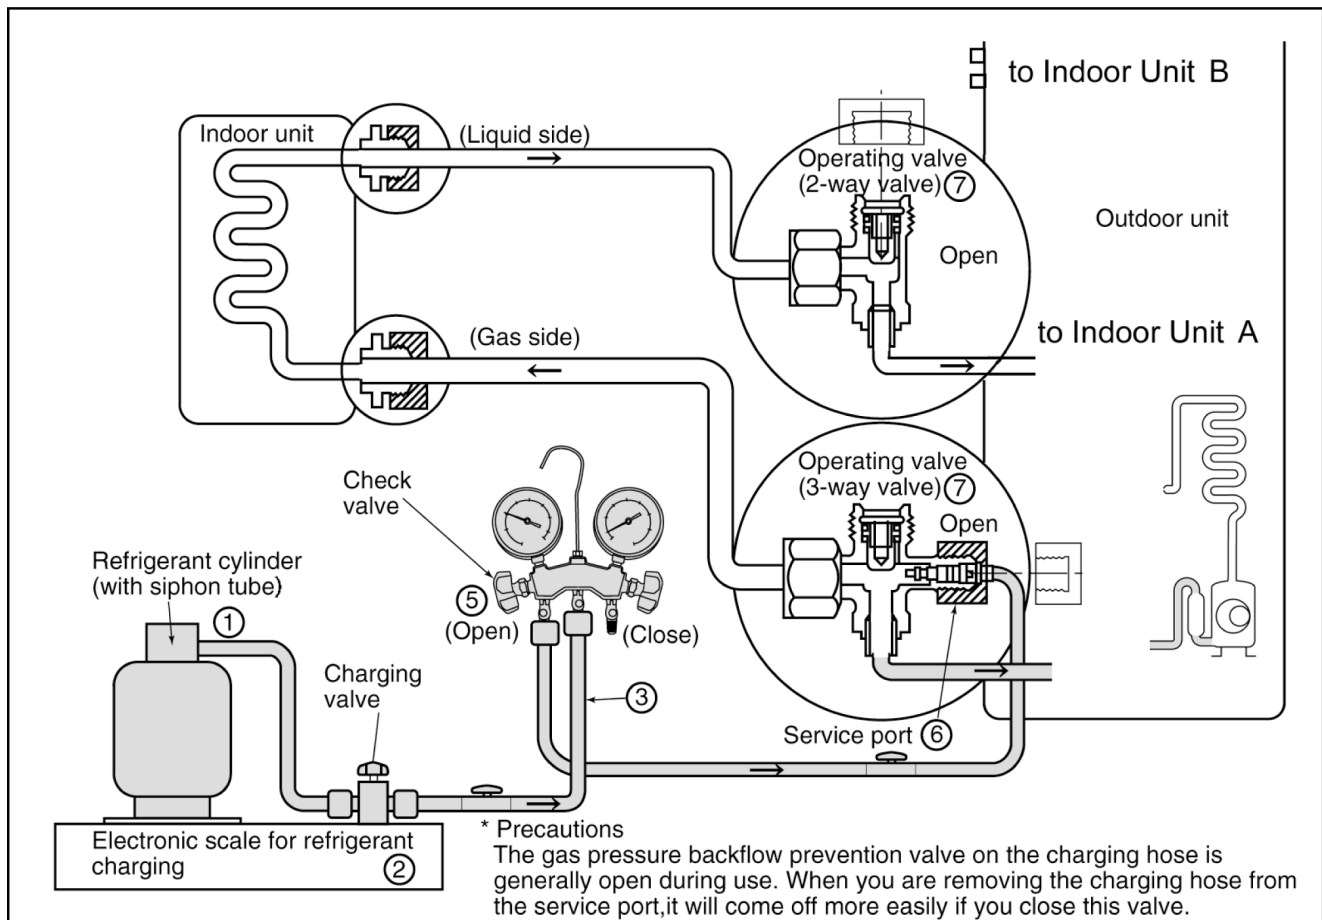 to Indoor Unit B
Indoor unit
(Liquid side)
Operating valve
(2-way valve) ⑦
Outdoor unit
Open
to Indoor Unit A
(Gas side)
Operating valve
(3-way valve) ⑦
Open
Check
valve
Refrigerant cylinder
(with siphon tube)
①
⑤
(Open)
(Close)
Charging
valve
③
Service port ⑥
Electronic scale for refrigerant
charging
②
* Precautions
The gas pressure backflow prevention valve on the charging hose is
generally open during use. When you are removing the charging hose from
the service port,it will come off more easily if you close this valve.